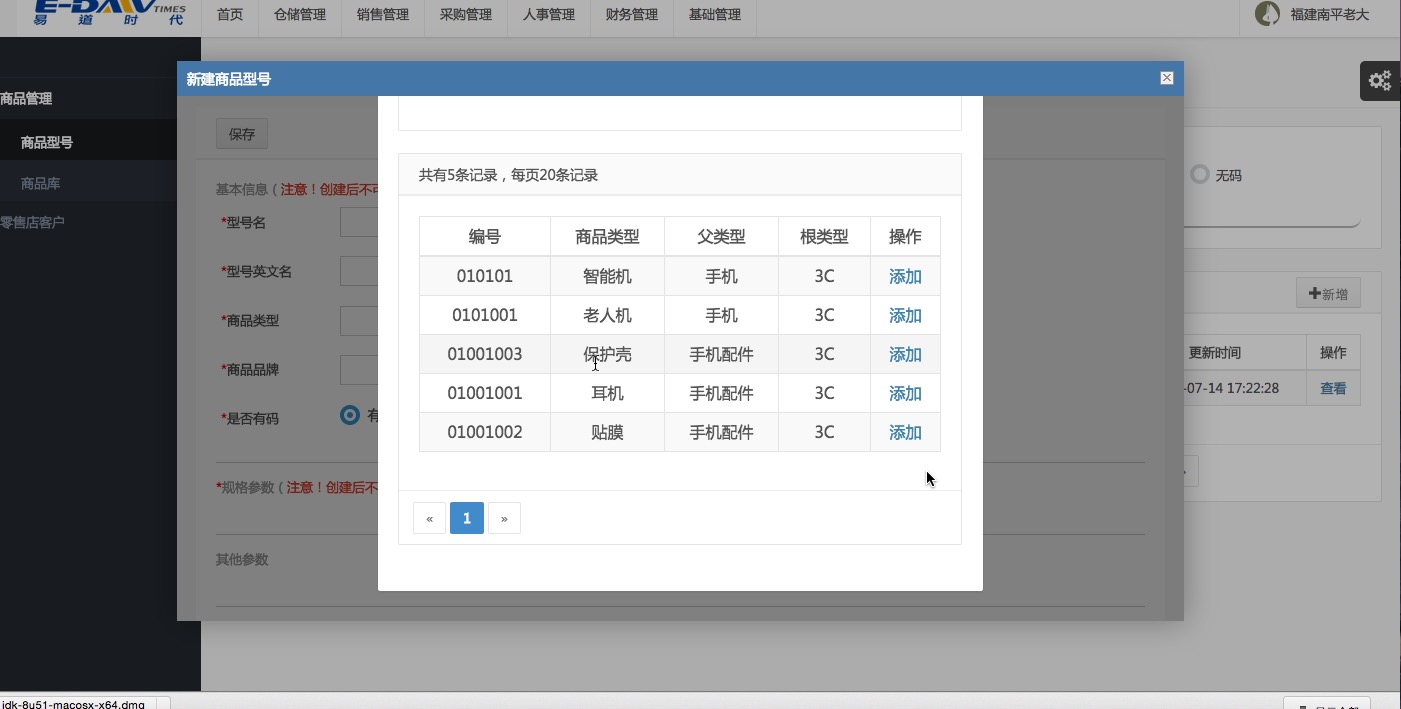 E-DAY TIMES
易道时代
首页 仓储管理 销售管理 采购管理 人事管理 财务管理 基础管理 福建南平老大
新建商品型号
商品管理
商品型号
商品库
零售店客户
保存
基本信息 ( 注意！创建后不可
*型号名
*型号英文名
*商品类型
*商品品牌
*是否有码 有
*规格参数 ( 注意！创建后不
其他参数
共有5条记录，每页20条记录
编号 商品类型 父类型 根类型 操作
010101 智能机 手机 3C 添加
0101001 老人机 手机 3C 添加
01001003 保护壳 手机配件 3C 添加
01001001 耳机 手机配件 3C 添加
01001002 贴膜 手机配件 3C 添加
« 1 »
无码
新增
更新时间 操作
-07-14 17:22:28 查看
jdk-8u51-macosx-x64.dmg